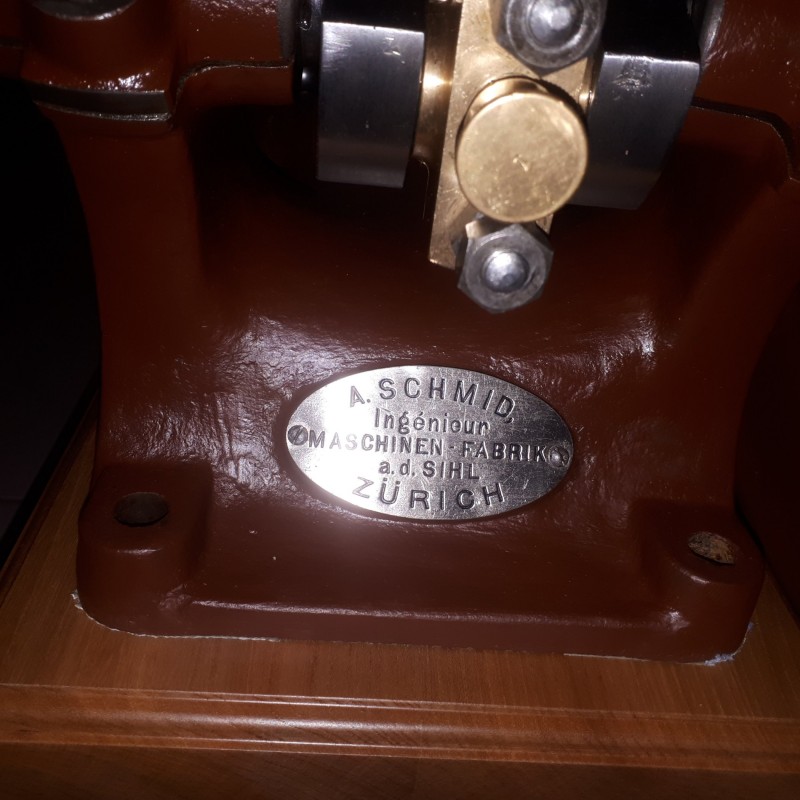 A. SCHMID,
Ingénieur
MASCHINEN-FABRIK
a.d. SIHL
ZÜRICH